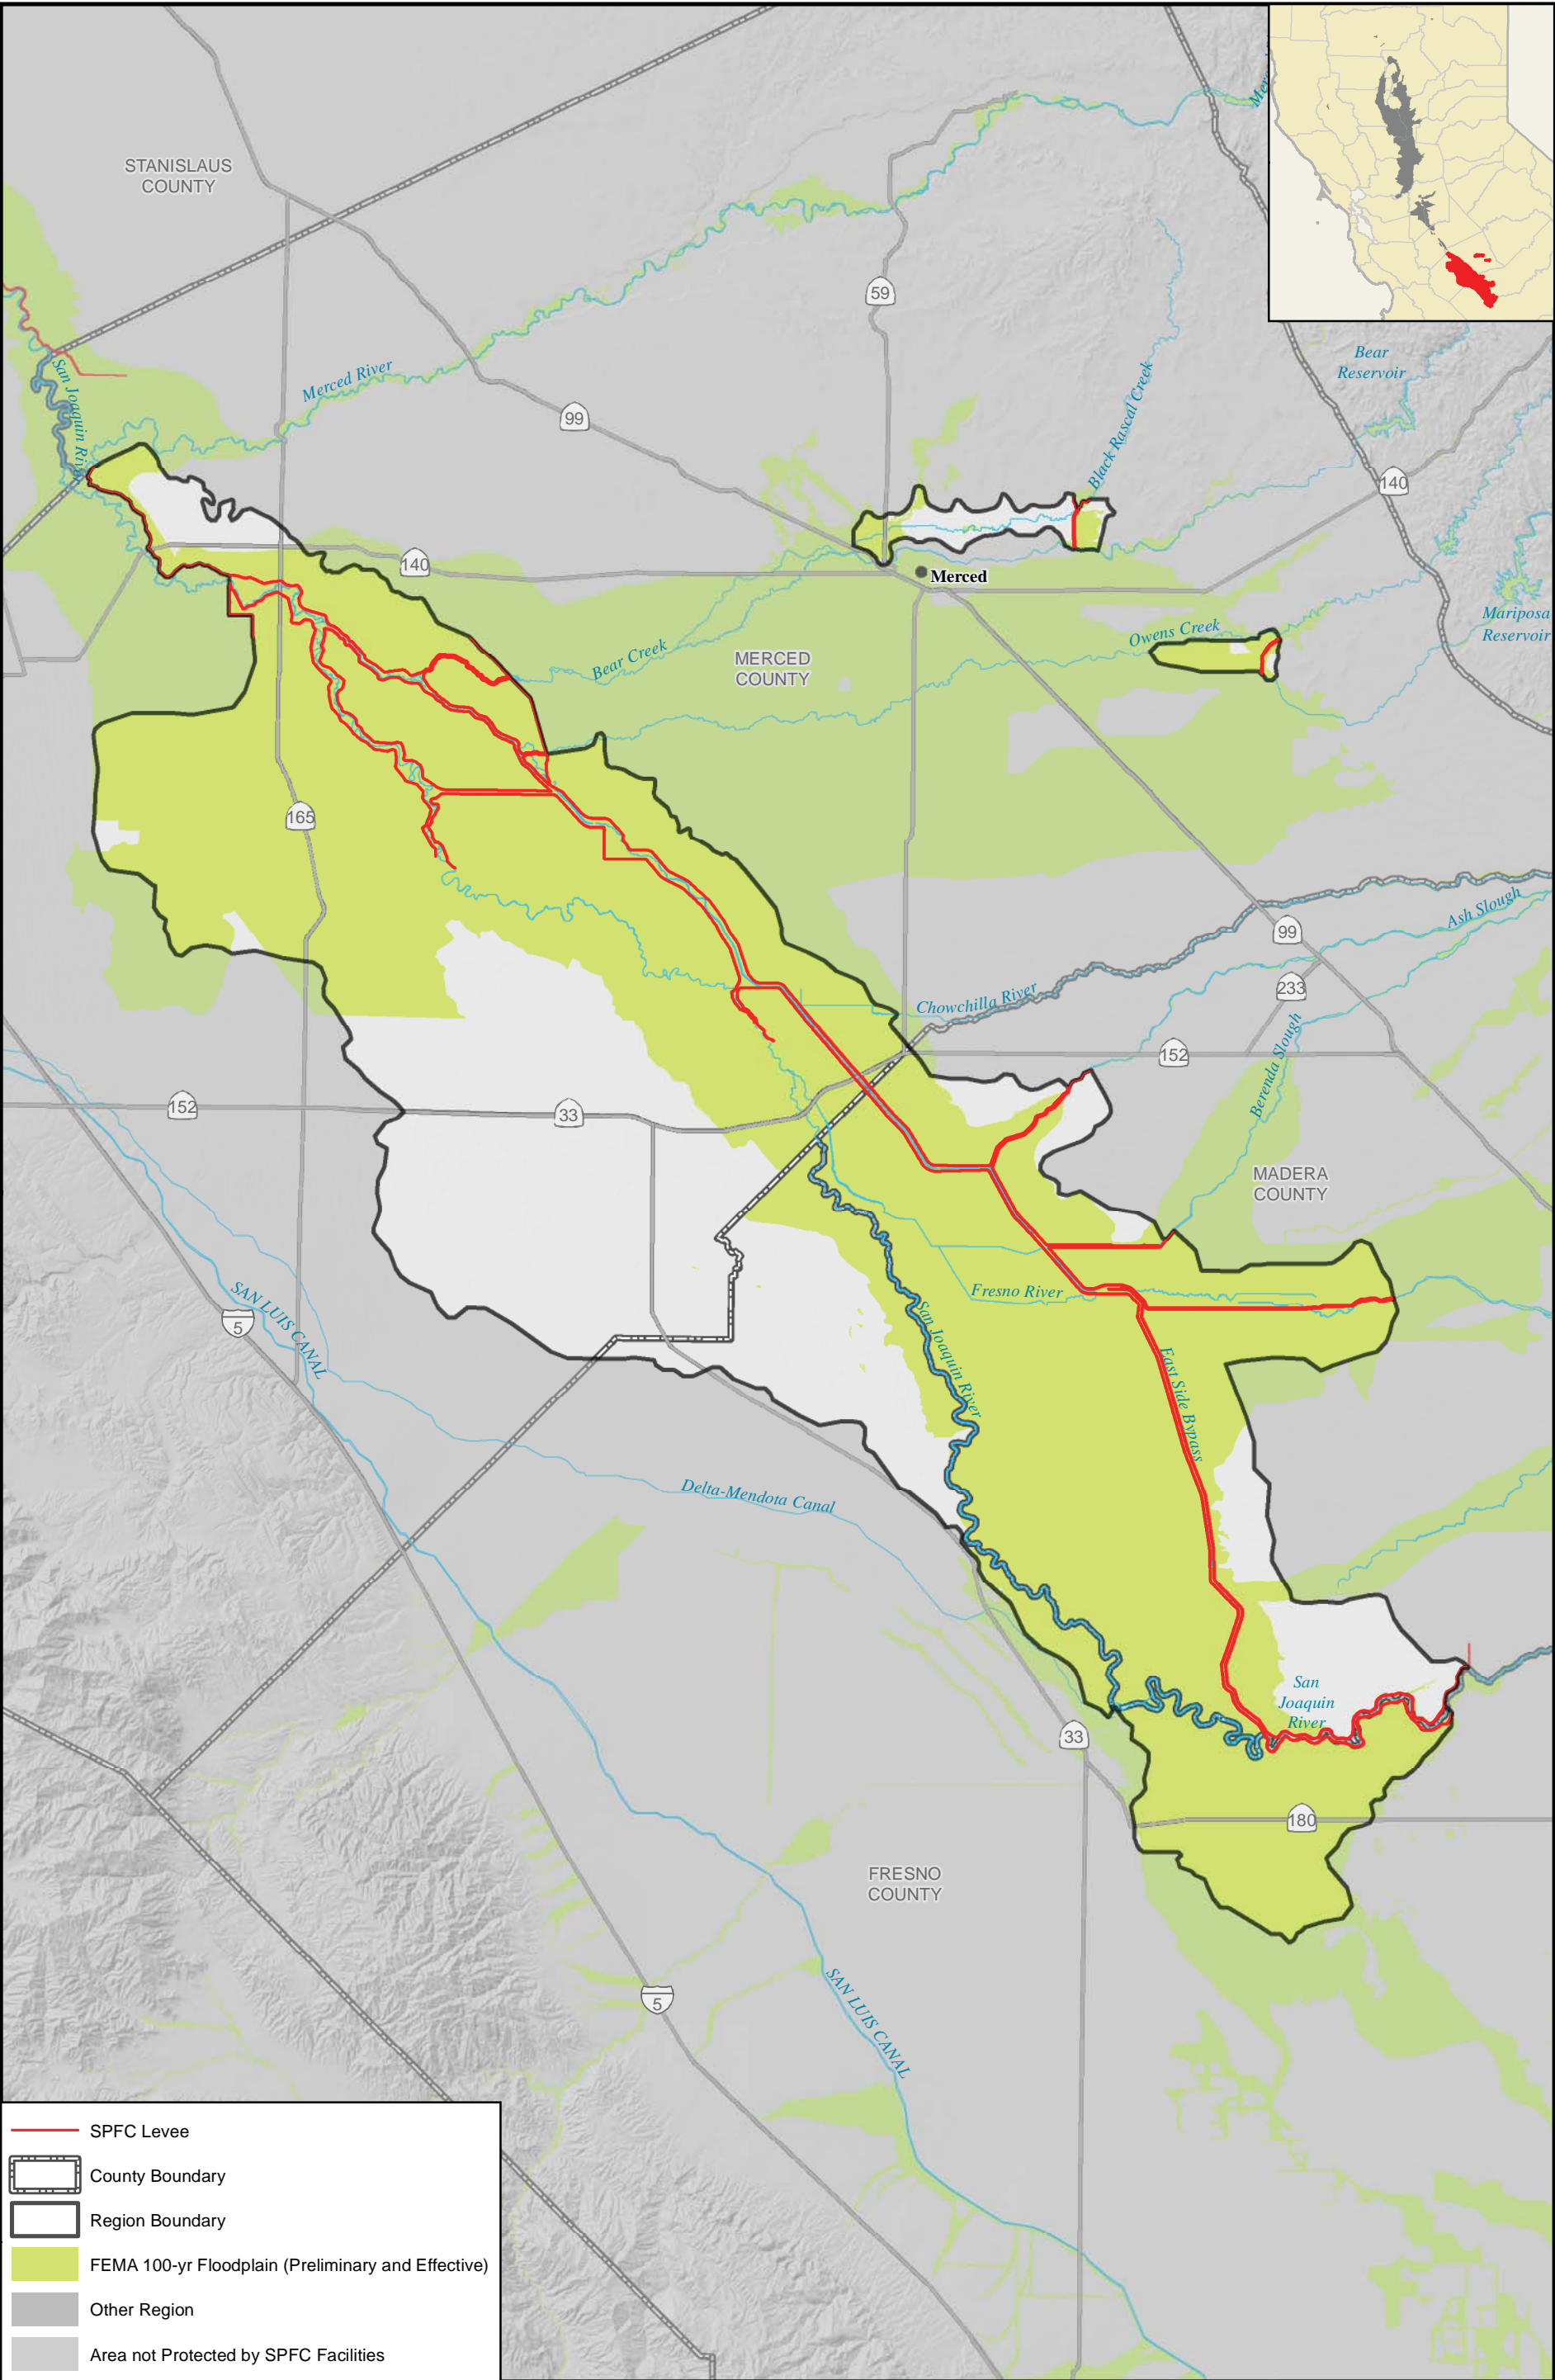 STANISLAUS
COUNTY
Mer
59
San Joaquin River
Merced River
Bear
Reservoir
99
Black Rascal Creek
140
140
Merced
Mariposa
Reservoir
Owens Creek
Bear Creek
MERCED
COUNTY
165
Ash Slough
99
233
Chowchilla River
152
Berenda Slough
152
33
MADERA
COUNTY
SAN LUIS CANAL
5
Fresno River
San Joaquin River
East Side Bypass
Delta-Mendota Canal
San
Joaquin
River
33
180
FRESNO
COUNTY
SAN LUIS CANAL
5
SPFC Levee
County Boundary
Region Boundary
FEMA 100-yr Floodplain (Preliminary and Effective)
Other Region
Area not Protected by SPFC Facilities